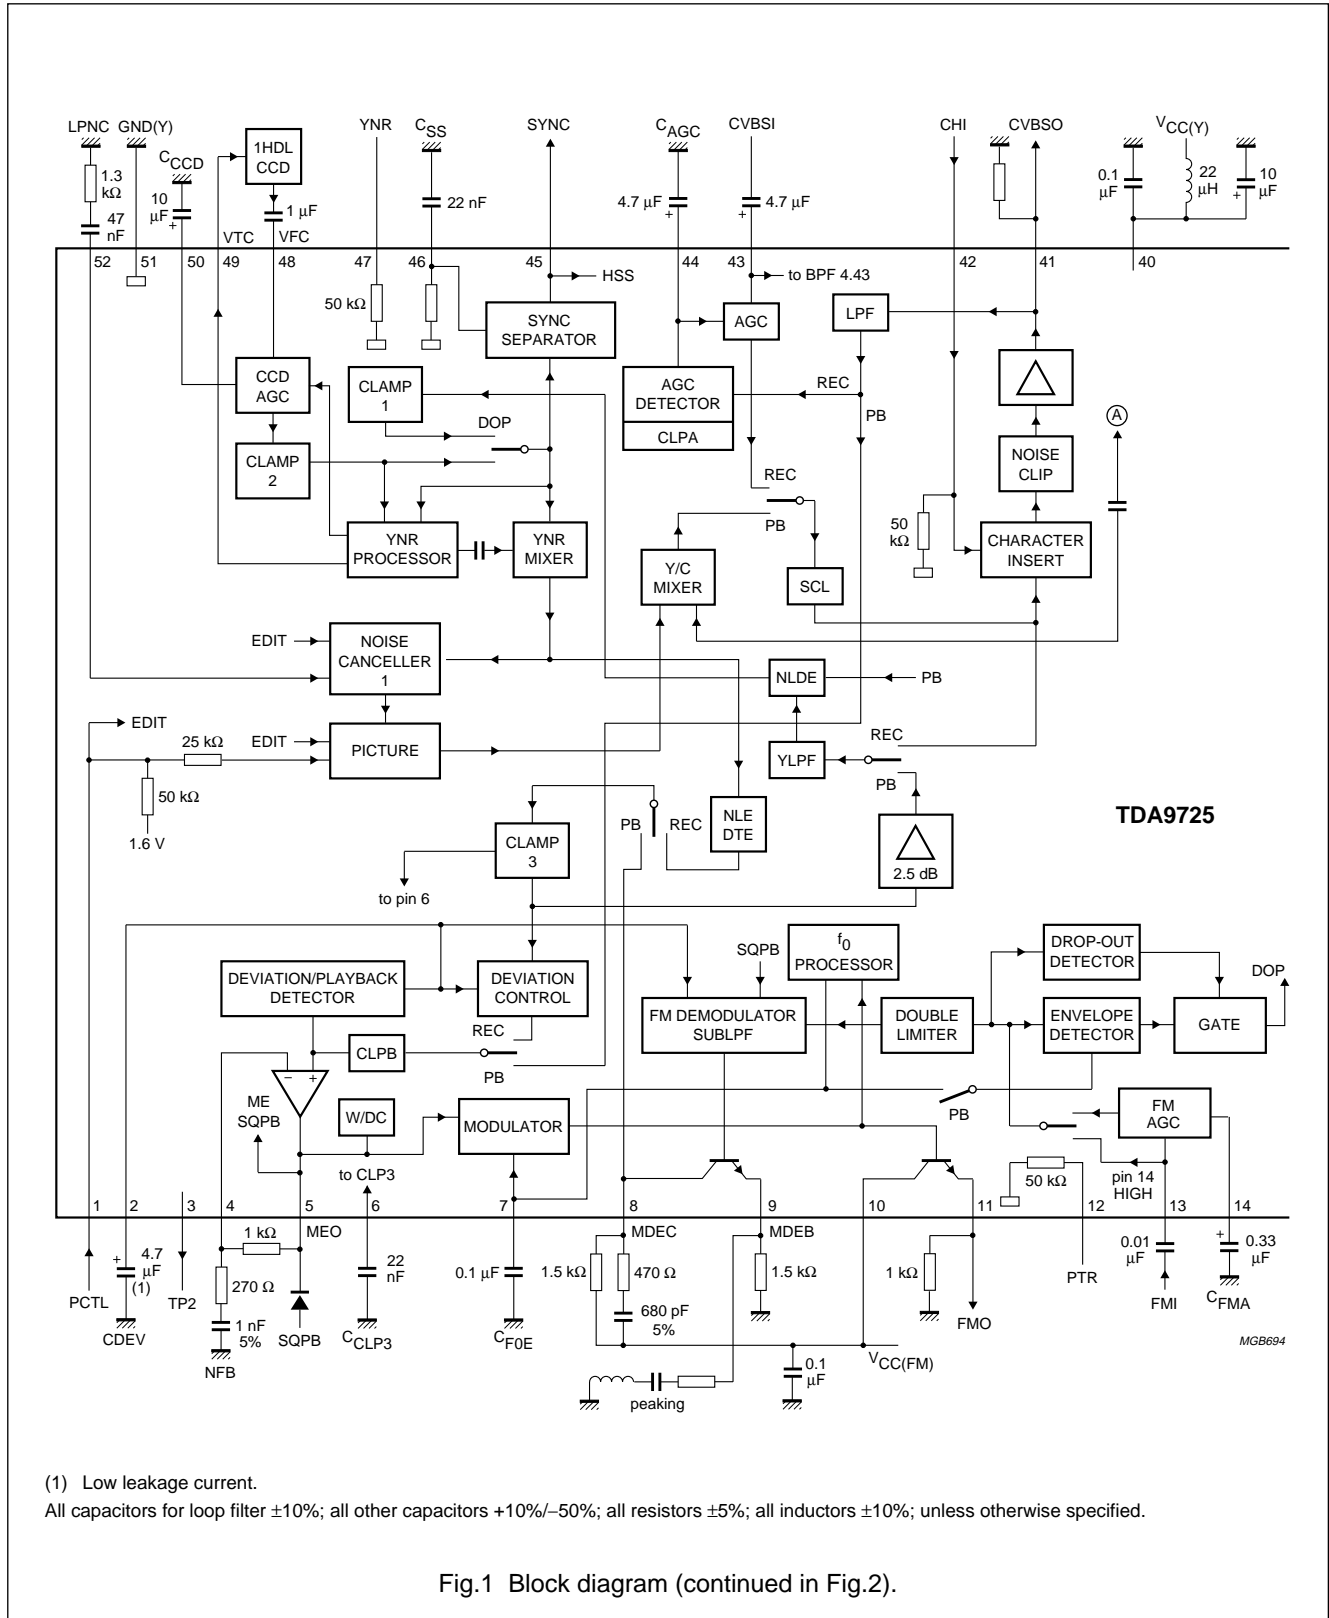 LPNC GND(Y) YNR CSS SYNC CAGC CVBSI CHI CVBSO VCC(Y)
CCCD
1HDL
CCD
1.3
kΩ
10
μF
+
47
nF
1 μF
22 nF
4.7 μF
+
4.7 μF
+
0.1
μF
22
μH
10
μF
+
VTC VFC
52 51 50 49 48 47 46 45 44 43 42 41 40
HSS
to BPF 4.43
50 kΩ
SYNC
SEPARATOR
AGC
LPF
CCD
AGC
CLAMP
1
AGC
DETECTOR
CLPA
REC
PB
A
DOP
CLAMP
2
NOISE
CLIP
REC
PB
50
kΩ
YNR
PROCESSOR
YNR
MIXER
Y/C
MIXER
SCL
CHARACTER
INSERT
EDIT
NOISE
CANCELLER
1
NLDE
PB
EDIT
25 kΩ
EDIT
PICTURE
YLPF
REC
PB
50 kΩ
1.6 V
TDA9725
CLAMP
3
PB
REC
NLE
DTE
2.5 dB
to pin 6
DEVIATION/PLAYBACK
DETECTOR
DEVIATION
CONTROL
SQPB
f0
PROCESSOR
DROP-OUT
DETECTOR
DOP
FM DEMODULATOR
SUBLPF
DOUBLE
LIMITER
ENVELOPE
DETECTOR
GATE
REC
CLPB
PB
− +
ME
SQPB
W/DC
MODULATOR
PB
FM
AGC
to CLP3
50 kΩ
pin 14
HIGH
1 2 3 4 5 6 7 8 9 10 11 12 13 14
MEO
MDEC
MDEB
1 kΩ
+
4.7
μF
(1)
270 Ω
22
nF
0.1 μF
1.5 kΩ
470 Ω
1.5 kΩ
1 kΩ
0.01
μF
+
0.33
μF
PCTL
CDEV
TP2
1 nF
5%
NFB
SQPB
CCLP3
CF0E
680 pF
5%
FMO
PTR
FMI
CFMA
VCC(FM)
0.1
μF
peaking
MGB694
(1) Low leakage current.
All capacitors for loop filter ±10%; all other capacitors +10%/−50%; all resistors ±5%; all inductors ±10%; unless otherwise specified.
Fig.1 Block diagram (continued in Fig.2).